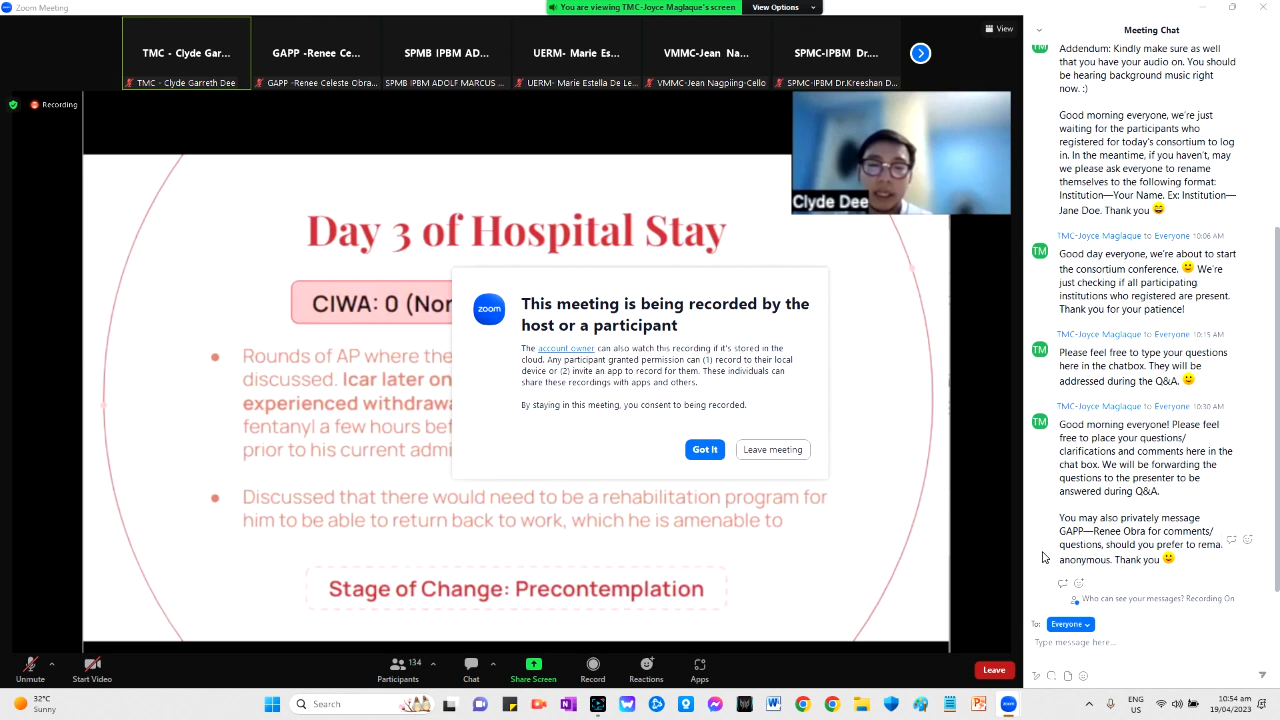 Zoom Meeting
You are viewing TMC-Joyce Maglaque's screen
View Options
View
TMC - Clyde Gar...
GAPP -Renee Ce...
SPMB IPBM AD...
UERM- Marie Es...
VMMC-Jean Na...
SPMC-IPBM Dr....
TMC - Clyde Garreth Dee
GAPP -Renee Celeste Obra...
SPMB IPBM ADOLF MARCUS ...
UERM- Marie Estella De Le...
VMMC-Jean Nagpiing-Cello
SPMC-IPBM Dr.Kreeshan D...
Recording
Clyde Dee
Day 3 of Hospital Stay
CIWA: 0 (Nor
Rounds of AP where the
discussed. Icar later on
experienced withdrawa
fentanyl a few hours bef
prior to his current admi
Discussed that there would need to be a rehabilitation program for
him to be able to return back to work, which he is amenable to
Stage of Change: Precontemplation
zoom
This meeting is being recorded by the
host or a participant
The account owner can also watch this recording if it's stored in the
cloud. Any participant granted permission can (1) record to their local
device or (2) invite an app to record for them. These individuals can
share these recordings with apps and others.
By staying in this meeting, you consent to being recorded.
Got it
Leave meeting
Meeting Chat
TM
Addendum: Kindly make sure as well
that you have your audio on. You should
be hearing background music right
now. :)
Good morning everyone, we're just
waiting for the participants who
registered for today's consortium to log
in. In the meantime, if you haven't, may
we please ask everyone to rename
themselves to the following format:
Institution—Your Name. Ex: Institution—
Jane Doe. Thank you 😄
TMC-Joyce Maglaque to Everyone 10:06 AM
TM
Good day everyone, we're about to start
the consortium conference. 🙂 We're
just checking if all participating
institutions who registered are present.
Thank you for your patience!
TMC-Joyce Maglaque to Everyone 10:15 AM
TM
Please feel free to type your questions
here in the chatbox. They will be
addressed during the Q&A. 🙂
TMC-Joyce Maglaque to Everyone 10:30 AM
TM
Good morning everyone! Please feel
free to place your questions/
clarifications and comments here in the
chat box. We will be forwarding the
questions to the presenter to be
answered during Q&A.
You may also privately message
GAPP—Renee Obra for comments/
questions, should you prefer to rema.
anonymous. Thank you 🙂
Who can see your messages? Recording On
To: Everyone
Type message here...
Unmute
Start Video
134
Participants
Chat
Share Screen
Record
Reactions
Apps
Leave
32°C
Sunny
Search
ENG
US
10:54 am
19/04/2023